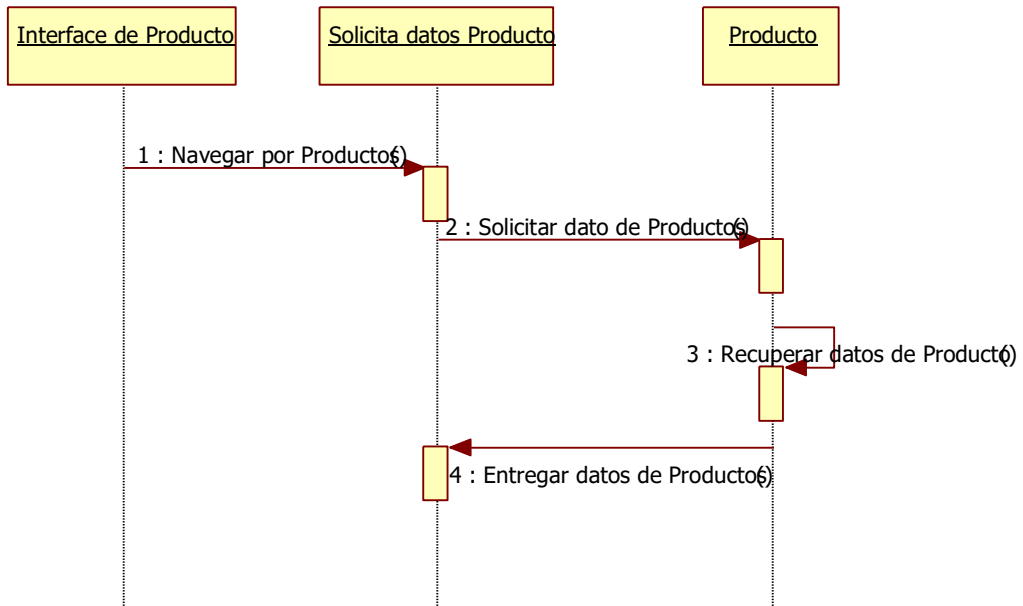 Interface de Producto
Solicita datos Producto
Producto
1 : Navegar por Productos()
2 : Solicitar dato de Productos()
3 : Recuperar datos de Producto()
4 : Entregar datos de Productos()